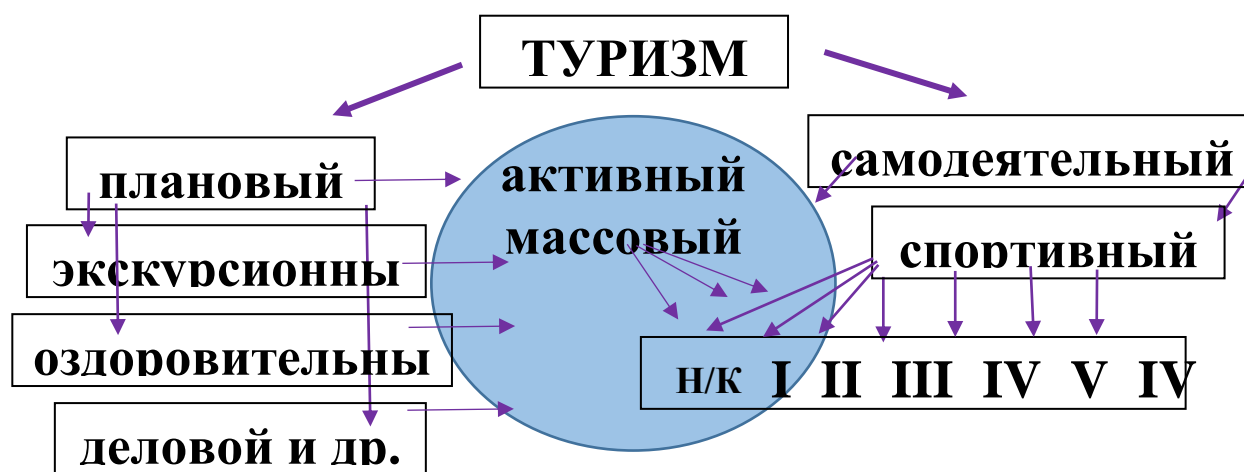 ТУРИЗМ
плановый
активный
массовый
самодеятельный
экскурсионны
спортивный
оздоровительны
н/к I II III IV V IV
деловой и др.